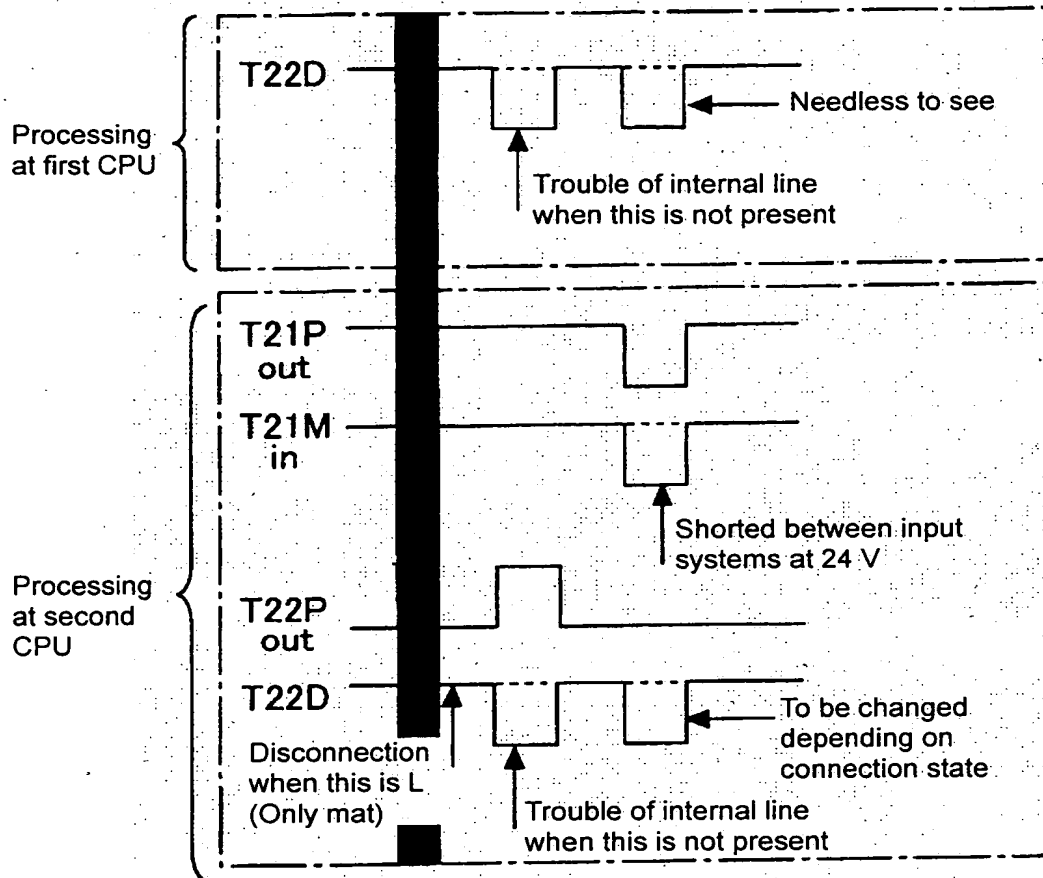 T22D
Needless to see
Processing
at first CPU
Trouble of internal line
when this is not present
T21P
out
T21M
in
Shorted between input
systems at 24 V
Processing
at second
CPU
T22P
out
T22D
To be changed
depending on
connection state
Disconnection
when this is L
(Only mat)
Trouble of internal line
when this is not present